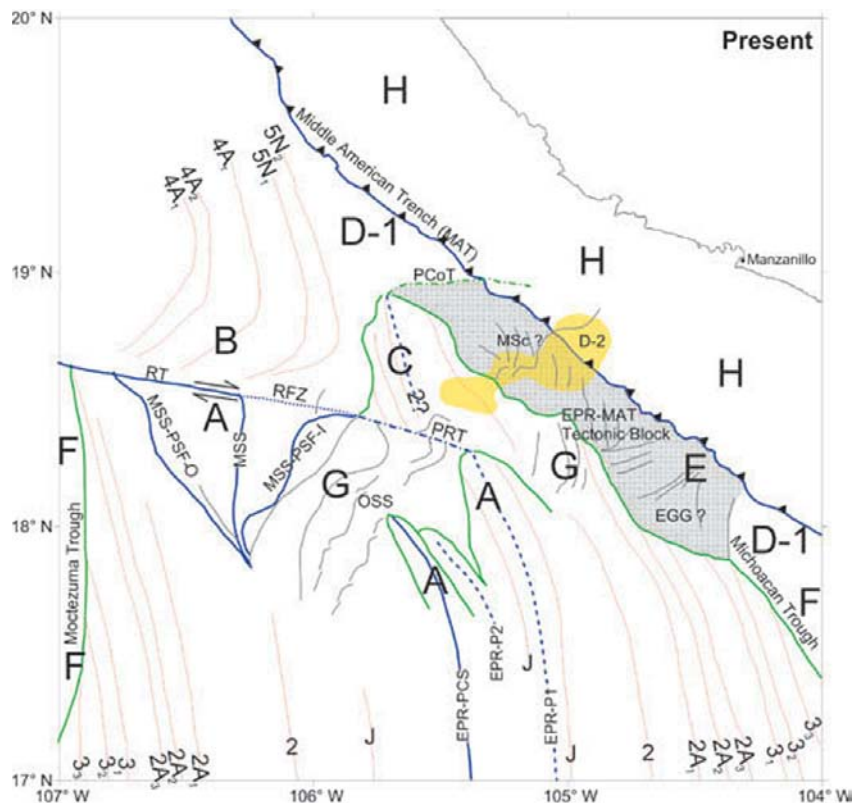 20° N
Present
H
Middle American Trench (MAT)
4A₁
4A₂
4A₁
5N₂
5N₁
D-1
H
Manzanillo
19° N
PCoT
MSc ?
D-2
B
C
H
RT
RFZ
A
2?
EPR-MAT
Tectonic Block
MSS-PSF-O
MSS
MSS-PSF-I
PRT
F
G
OSS
A
G
E
EGG ?
18° N
D-1
Moctezuma Trough
A
Michoacan Trough
F
F
EPR-PCS
EPR-P2
J
EPR-P1
3₃
3₂
3₁
2A₃
2A₂
2A₁
2
J
J
2
2A₁
2A₂
2A₃
3₁
3₂
3₃
17° N
107° W
106° W
105° W
104° W